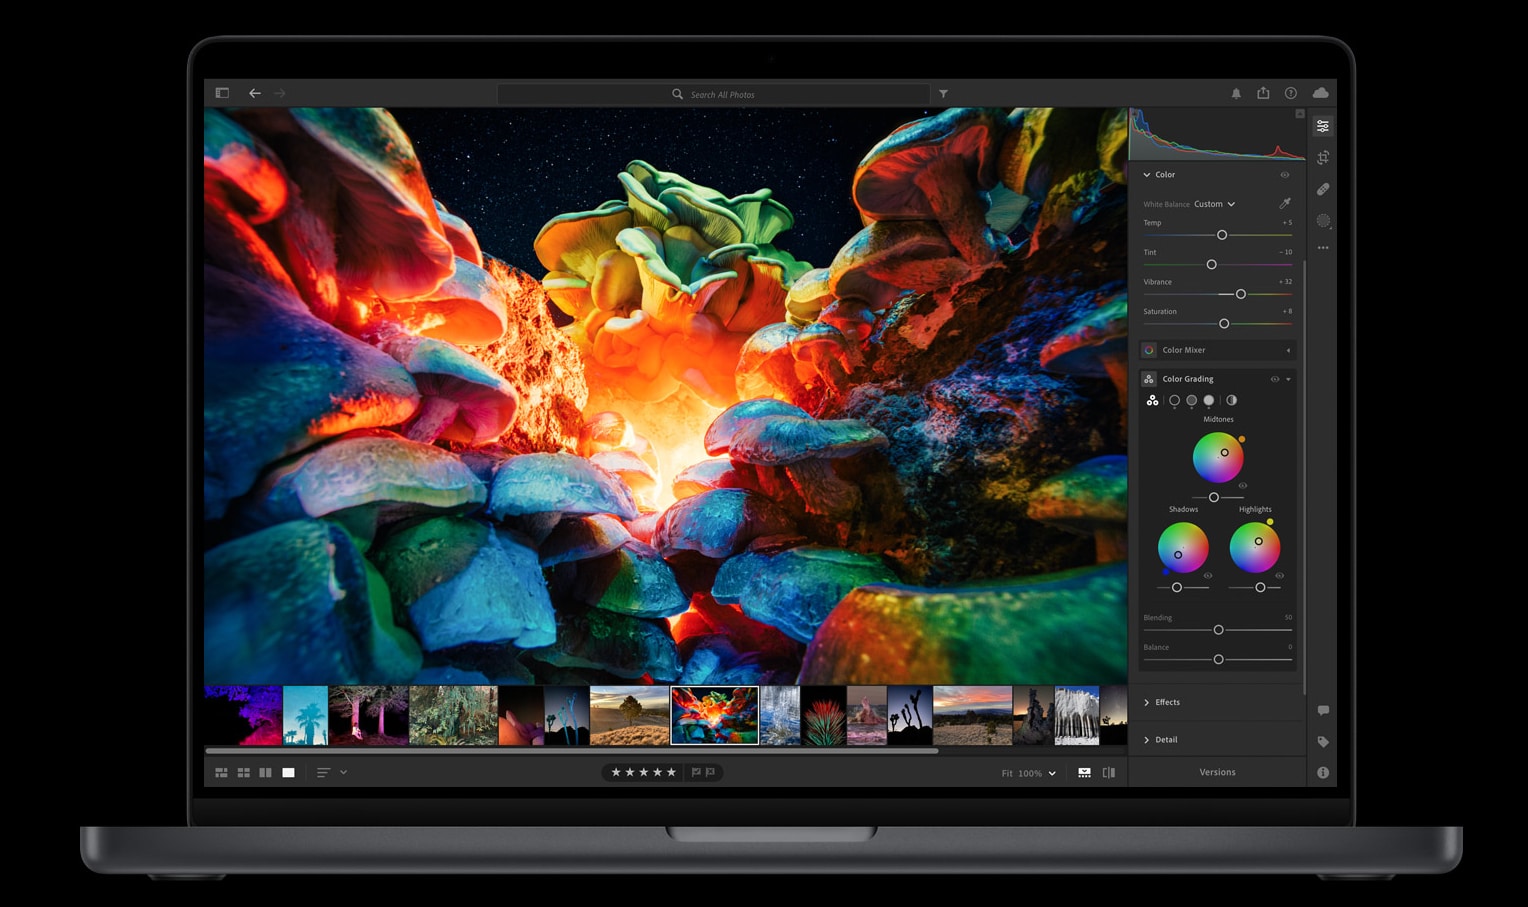 Search All Photos
Color
White Balance Custom
Temp + 5
Tint - 10
Vibrance + 32
Saturation + 8
Color Mixer
Color Grading
Midtones
Shadows Highlights
Blending 50
Balance 0
Effects
Detail
Fit 100%
Versions